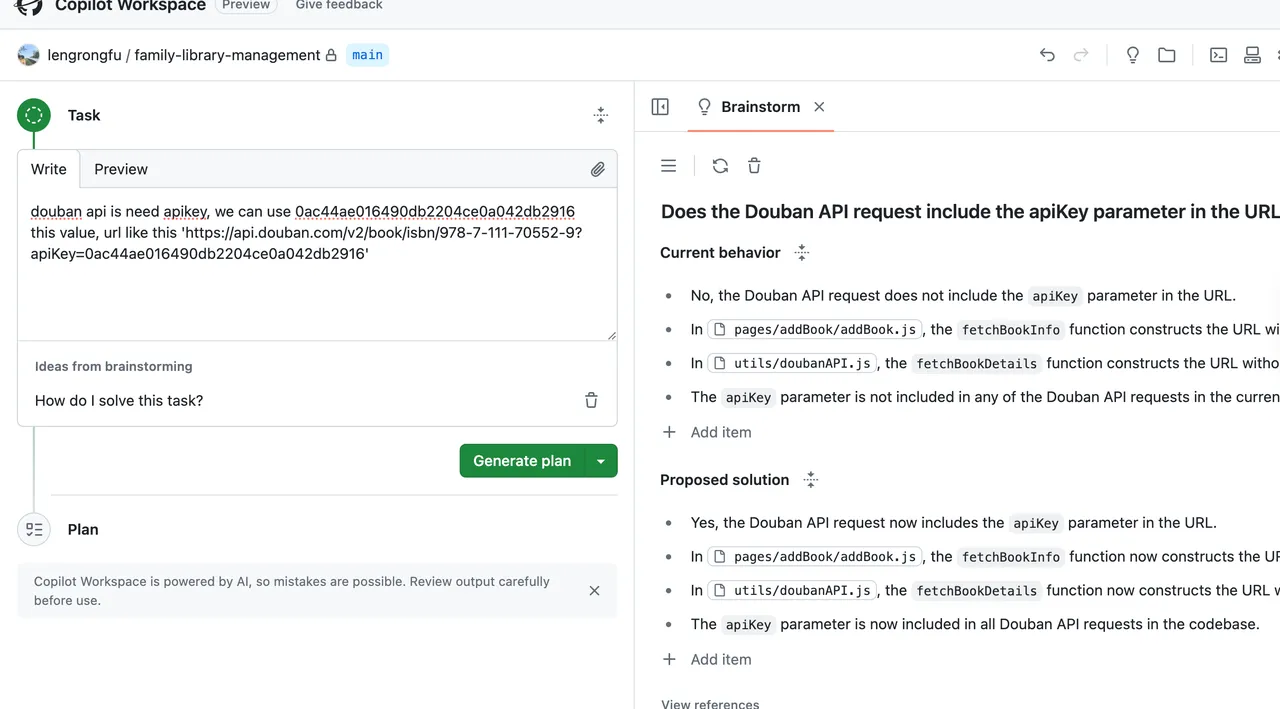 Copilot Workspace Preview Give feedback
lengrongfu / family-library-management main
Task
Write Preview
douban api is need apikey, we can use 0ac44ae016490db2204ce0a042db2916
this value, url like this 'https://api.douban.com/v2/book/isbn/978-7-111-70552-9?
apiKey=0ac44ae016490db2204ce0a042db2916'
Ideas from brainstorming
How do I solve this task?
Generate plan
Plan
Copilot Workspace is powered by AI, so mistakes are possible. Review output carefully
before use.
Brainstorm
Does the Douban API request include the apiKey parameter in the URL
Current behavior
No, the Douban API request does not include the apiKey parameter in the URL.
In pages/addBook/addBook.js, the fetchBookInfo function constructs the URL wi
In utils/doubanAPI.js, the fetchBookDetails function constructs the URL witho
The apiKey parameter is not included in any of the Douban API requests in the curren
Add item
Proposed solution
Yes, the Douban API request now includes the apiKey parameter in the URL.
In pages/addBook/addBook.js, the fetchBookInfo function now constructs the UR
In utils/doubanAPI.js, the fetchBookDetails function now constructs the URL w
The apiKey parameter is now included in all Douban API requests in the codebase.
Add item
View references